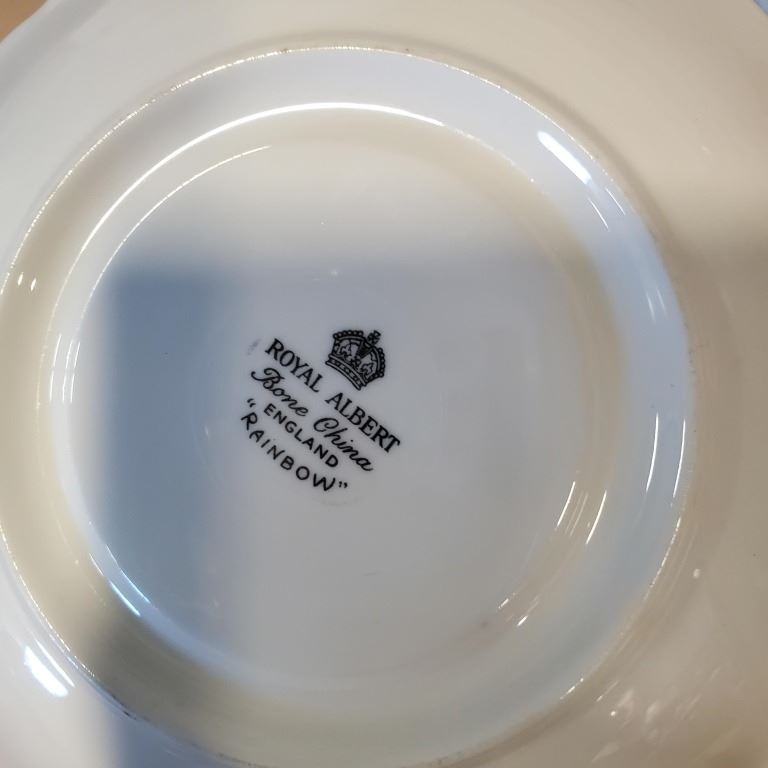 ROYAL ALBERT
Bone China
ENGLAND
"RAINBOW"